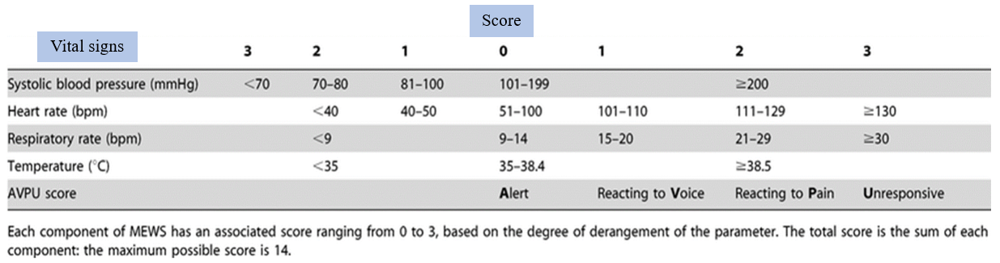 Score
Vital signs 3 2 1 0 1 2 3
Systolic blood pressure (mmHg) <70 70–80 81–100 101–199 ≥200
Heart rate (bpm) <40 40–50 51–100 101–110 111–129 ≥130
Respiratory rate (bpm) <9 9–14 15–20 21–29 ≥30
Temperature (°C) <35 35–38.4 ≥38.5
AVPU score Alert Reacting to Voice Reacting to Pain Unresponsive
Each component of MEWS has an associated score ranging from 0 to 3, based on the degree of derangement of the parameter. The total score is the sum of each
component: the maximum possible score is 14.